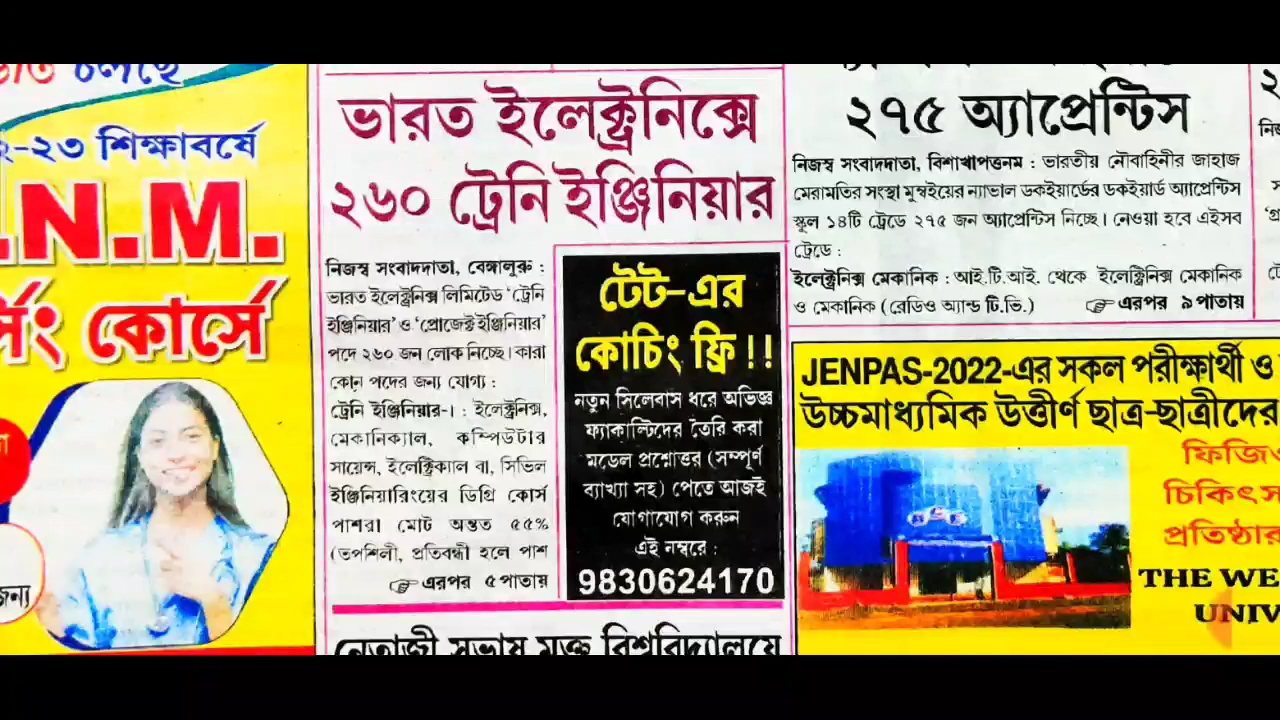 চলছে
২-২৩ শিক্ষাবর্ষে
.N.M.
র্সিং কোর্সে
ভারত ইলেক্ট্রনিক্সে
২৬০ ট্রেনি ইঞ্জিনিয়ার
নিজস্ব সংবাদদাতা, বেঙ্গালুরু :
ভারত ইলেক্ট্রনিক্স লিমিটেড 'ট্রেনি
ইঞ্জিনিয়ার' ও 'প্রোজেক্ট ইঞ্জিনিয়ার'
পদে ২৬০ জন লোক নিচ্ছে। কারা
কোন পদের জন্য যোগ্য :
ট্রেনি ইঞ্জিনিয়ার-। : ইলেক্ট্রনিক্স,
মেকানিক্যাল, কম্পিউটার
সায়েন্স, ইলেক্ট্রিক্যাল বা, সিভিল
ইঞ্জিনিয়ারিংয়ের ডিগ্রি কোর্স
পাশরা মোট অন্তত ৫৫%
(তপশিলী, প্রতিবন্ধী হলে পাশ
এরপর ৫ পাতায়
টেট-এর
কোচিং ফ্রি !!
নতুন সিলেবাস ধরে অভিজ্ঞ
ফ্যাকাল্টিদের তৈরি করা
মডেল প্রশ্নোত্তর (সম্পূর্ণ
ব্যাখ্যা সহ) পেতে আজই
যোগাযোগ করুন
এই নম্বরে :
9830624170
নেতাজী সুভাষ মুক্ত বিশ্ববিদ্যালয়ে
২৭৫ অ্যাপ্রেন্টিস
নিজস্ব সংবাদদাতা, বিশাখাপত্তনম : ভারতীয় নৌবাহিনীর জাহাজ
মেরামতির সংস্থা মুম্বইয়ের ন্যাভাল ডকইয়ার্ডের ডকইয়ার্ড অ্যাপ্রেন্টিস
স্কুল ১৪টি ট্রেডে ২৭৫ জন অ্যাপ্রেন্টিস নিচ্ছে। নেওয়া হবে এইসব
ট্রেডে :
ইলেক্ট্রনিক্স মেকানিক : আই.টি.আই. থেকে ইলেক্ট্রিনিক্স মেকানিক
ও মেকানিক (রেডিও অ্যান্ড টি.ভি.) এরপর ৯ পাতায়
JENPAS-2022-এর সকল পরীক্ষার্থী ও
উচ্চমাধ্যমিক উত্তীর্ণ ছাত্র-ছাত্রীদের
ফিজিও
চিকিৎস
প্রতিষ্ঠার
THE WE
UNIV